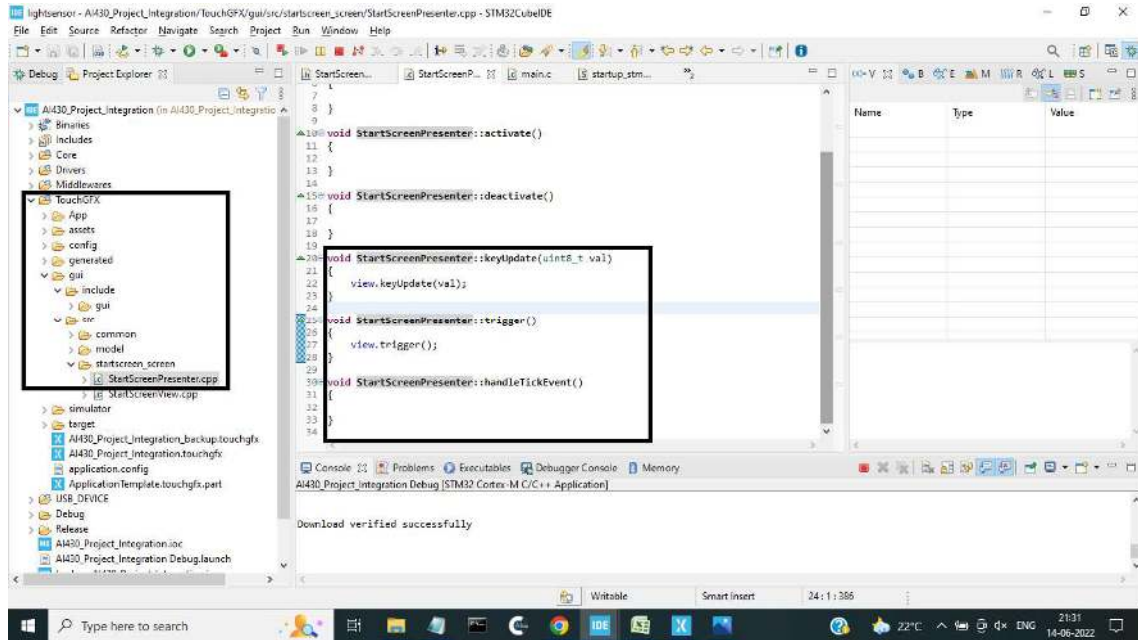 lightsensor - AI430_Project_Integration/TouchGFX/gui/src/startscreen_screen/StartScreenPresenter.cpp - STM32CubeIDE
File Edit Source Refactor Navigate Search Project Run Window Help
Debug Project Explorer
StartScreen... StartScreenP... main.c startup_stm... 2
V B E M R L S
AI430_Project_Integration (in AI430_Project_Integratio
Binaries
Includes
Core
Drivers
Middlewares
TouchGFX
App
assets
config
generated
gui
include
gui
src
common
model
startscreen_screen
StartScreenPresenter.cpp
StartScreenView.cpp
simulator
target
AI430_Project_Integration_backup.touchgfx
AI430_Project_Integration.touchgfx
application.config
ApplicationTemplate.touchgfx.part
USB_DEVICE
Debug
Release
AI430_Project_Integration.ioc
AI430_Project_Integration Debug.launch
7
8 }
9
10 void StartScreenPresenter::activate()
11 {
12
13 }
14
15 void StartScreenPresenter::deactivate()
16 {
17
18 }
19
20 void StartScreenPresenter::keyUpdate(uint8_t val)
21 {
22 view.keyUpdate(val);
23 }
24
25 void StartScreenPresenter::trigger()
26 {
27 view.trigger();
28 }
29
30 void StartScreenPresenter::handleTickEvent()
31 {
32
33 }
34
Name Type Value
Console Problems Executables Debugger Console Memory
AI430_Project_Integration Debug [STM32 Cortex-M C/C++ Application]
Download verified successfully
Writable Smart Insert 24 : 1 : 386
Type here to search
IDE
22°C ENG
21:31
14-06-2022